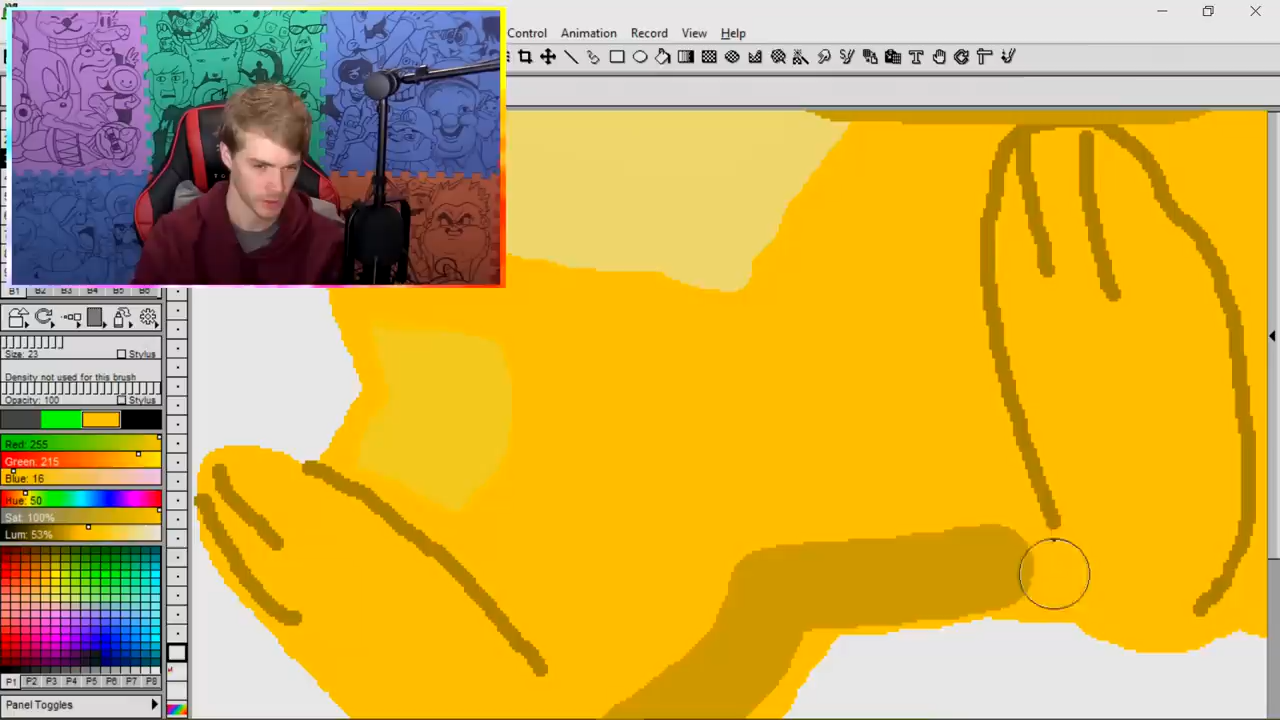 Control Animation Record View Help
B1 B2 B3 B4 B5 B6
Size: 23 Stylus
Density not used for this brush
Opacity: 100 Stylus
Red: 255
Green: 215
Blue: 16
Hue: 50
Sat: 100%
Lum: 53%
P1 P2 P3 P4 P5 P6 P7 P8
Panel Toggles